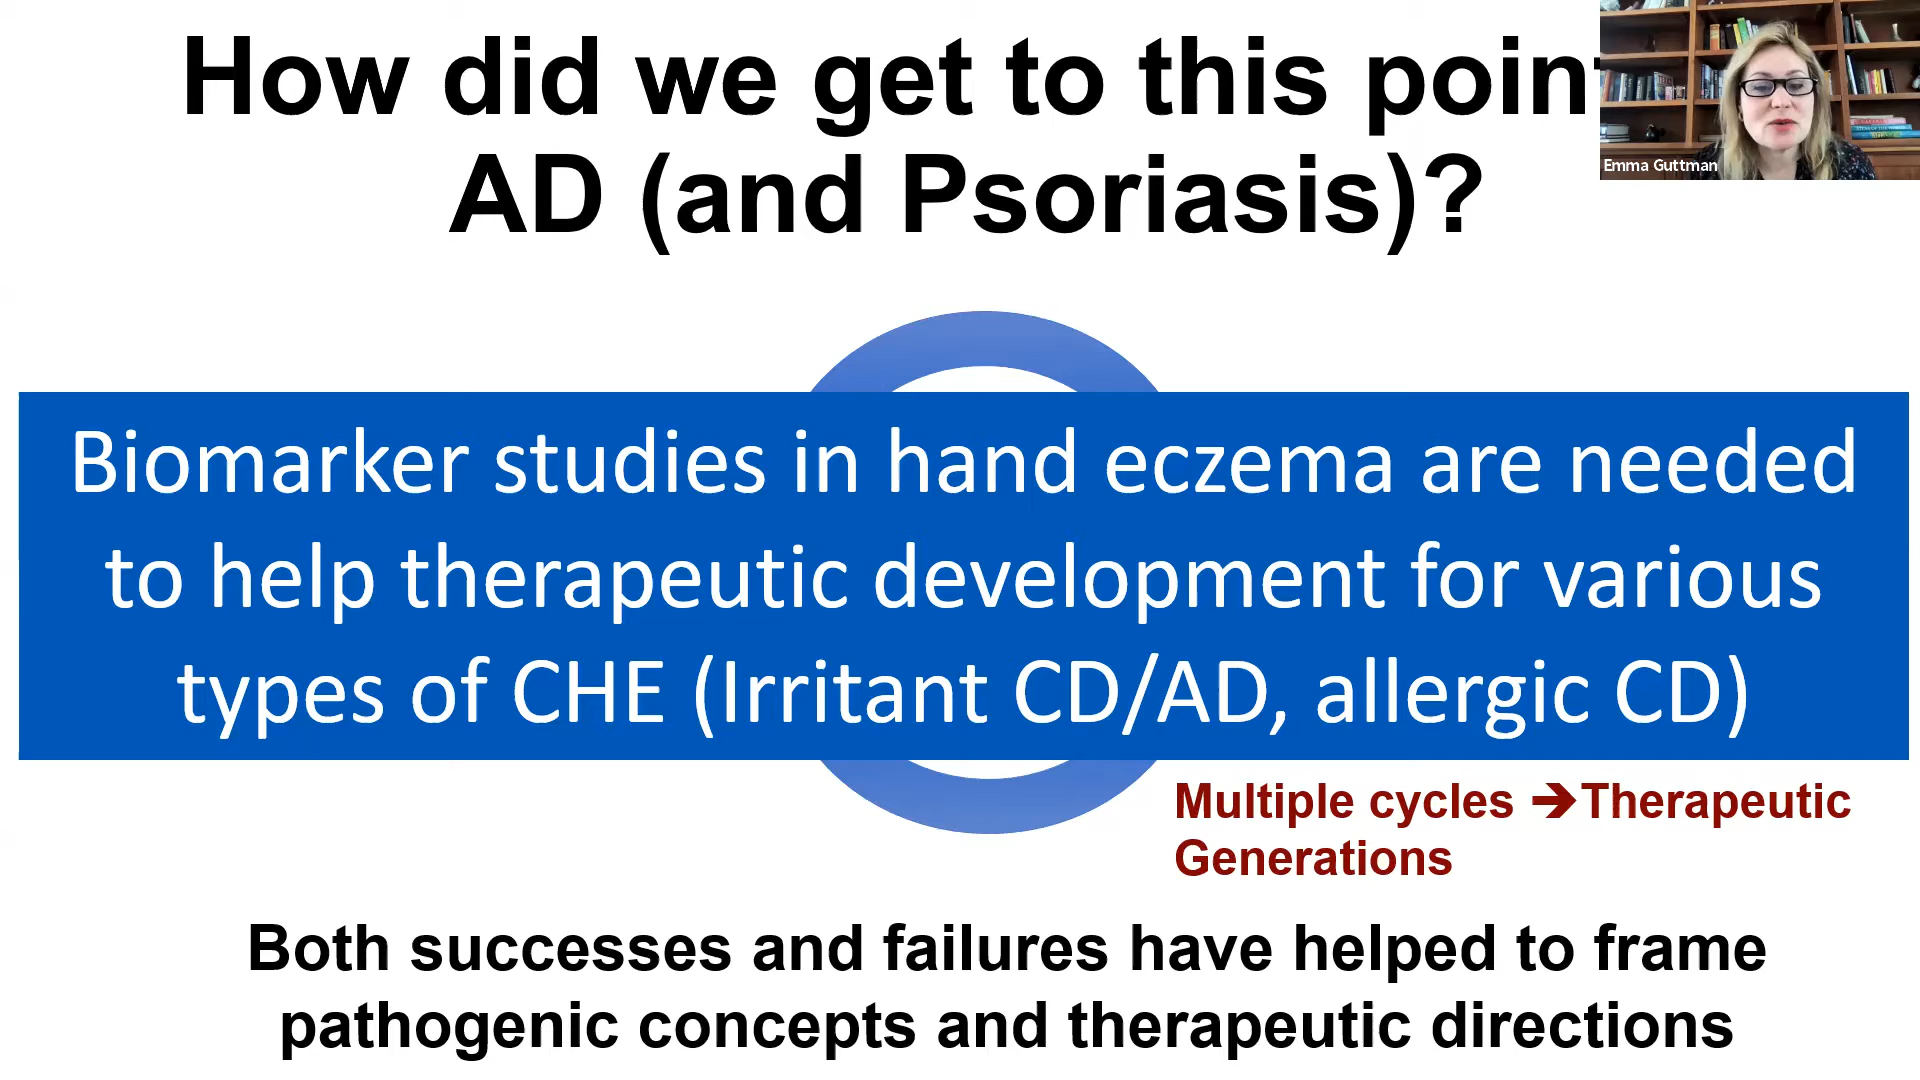 How did we get to this point
AD (and Psoriasis)?
Emma Guttman
Biomarker studies in hand eczema are needed
to help therapeutic development for various
types of CHE (Irritant CD/AD, allergic CD)
Multiple cycles ➔Therapeutic
Generations
Both successes and failures have helped to frame
pathogenic concepts and therapeutic directions